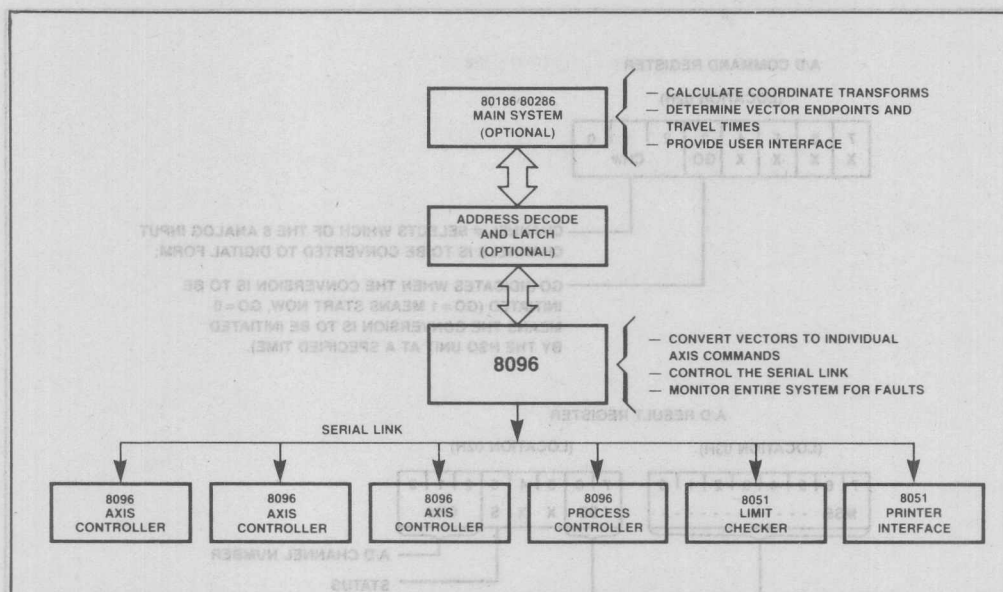 80186/80286
MAIN SYSTEM
(OPTIONAL)
— CALCULATE COORDINATE TRANSFORMS
— DETERMINE VECTOR ENDPOINTS AND
TRAVEL TIMES
— PROVIDE USER INTERFACE
ADDRESS DECODE
AND LATCH
(OPTIONAL)
8096
— CONVERT VECTORS TO INDIVIDUAL
AXIS COMMANDS
— CONTROL THE SERIAL LINK
— MONITOR ENTIRE SYSTEM FOR FAULTS
SERIAL LINK
8096
AXIS
CONTROLLER
8096
AXIS
CONTROLLER
8096
AXIS
CONTROLLER
8096
PROCESS
CONTROLLER
8051
LIMIT
CHECKER
8051
PRINTER
INTERFACE